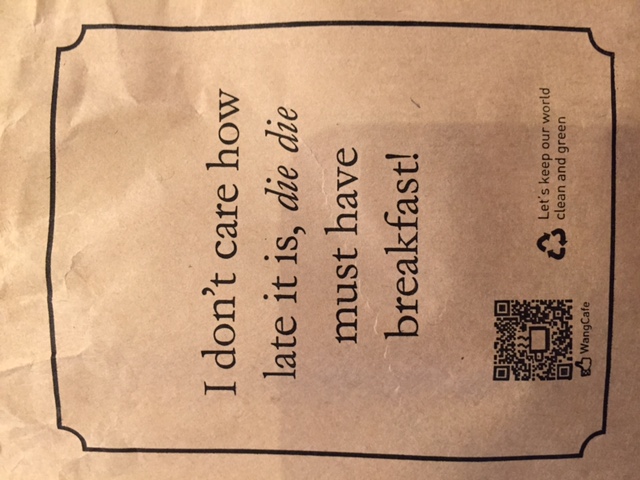 I don't care how
late it is, die die
must have
breakfast!
WangCafe
Let's keep our world
clean and green